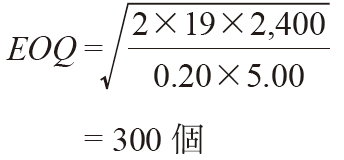 EOQ = √(2×19×2,400 / 0.20×5.00)
= 300 個